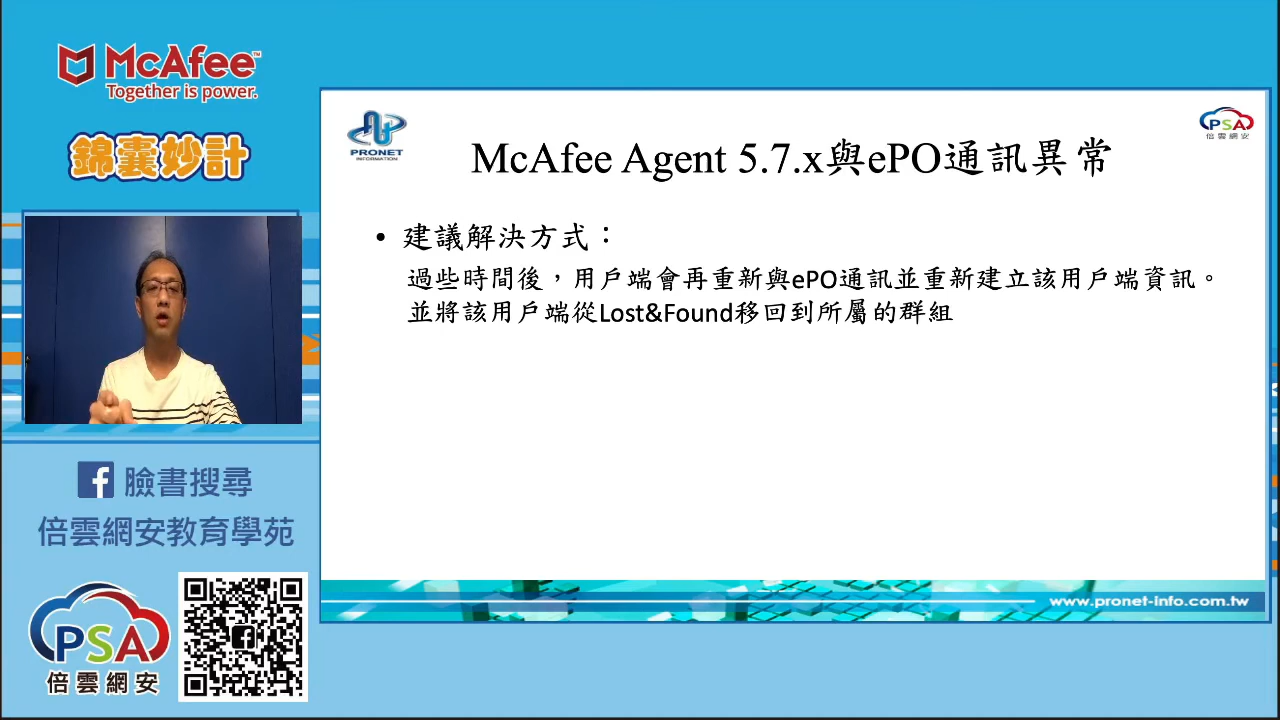 McAfee™
Together is power.
錦囊妙計
臉書搜尋
倍雲網安教育學苑
PSA
倍雲網安
PRONET
INFORMATION
PSA
倍雲網安
McAfee Agent 5.7.x與ePO通訊異常
• 建議解決方式：
過些時間後，用戶端會再重新與ePO通訊並重新建立該用戶端資訊。
並將該用戶端從Lost&Found移回到所屬的群組
www.pronet-info.com.tw